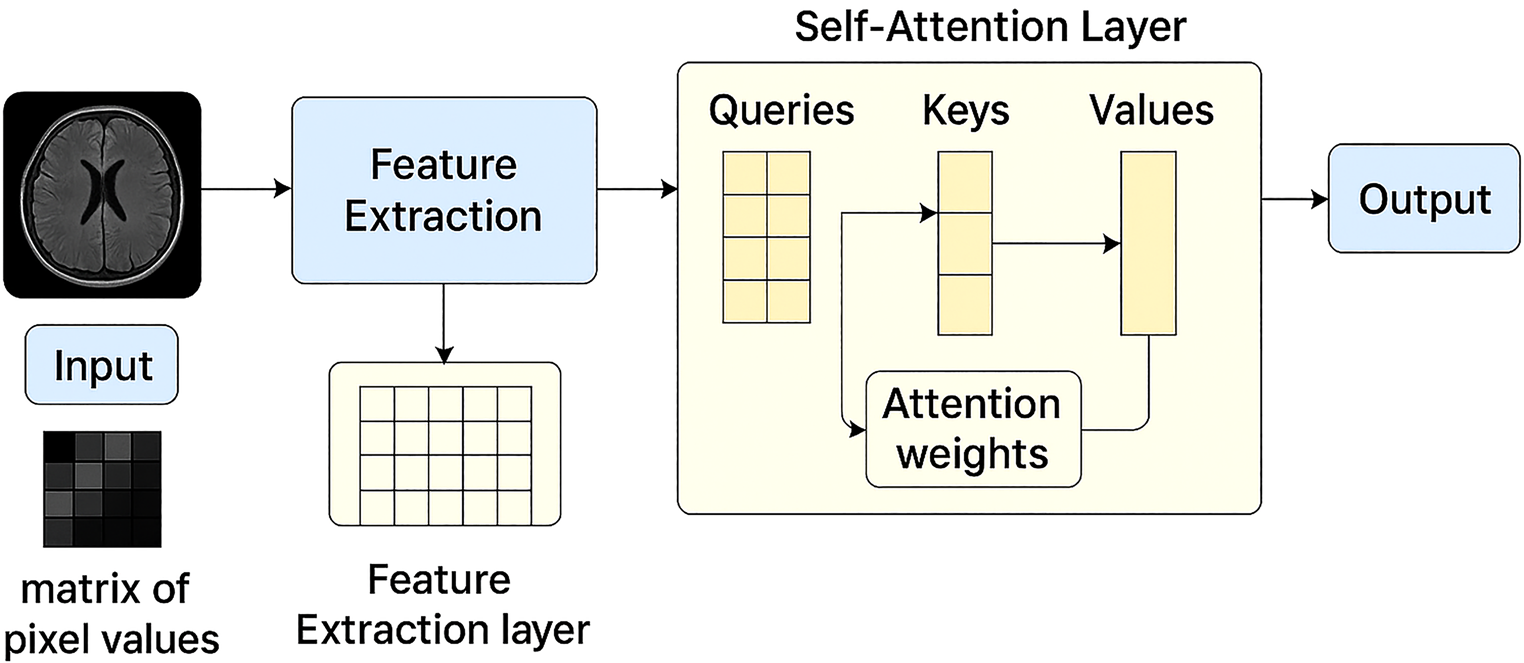 Self-Attention Layer
Feature
Extraction
Queries
Keys
Values
Output
Input
Attention
weights
matrix of
pixel values
Feature
Extraction layer